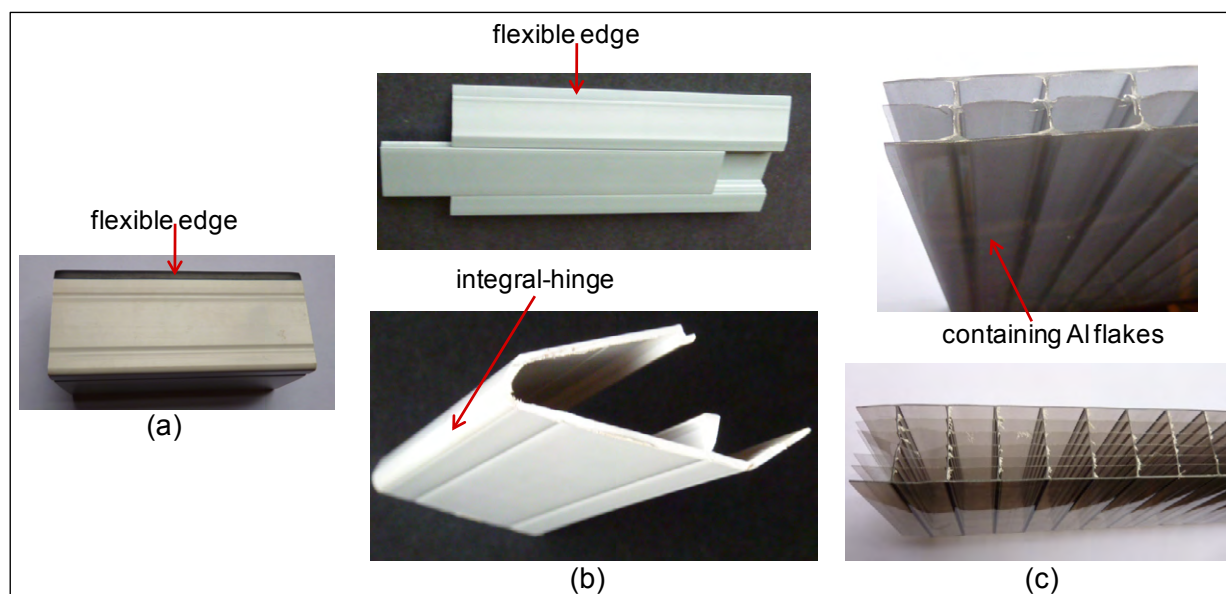 flexible edge
(a)
flexible edge
integral-hinge
(b)
containing Al flakes
(c)